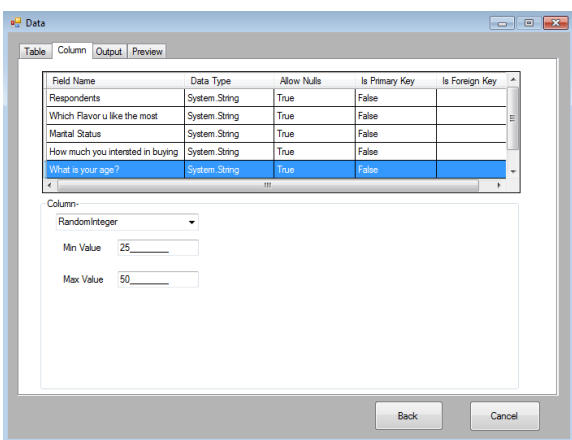 Data
Table Column Output Preview
Field Name Data Type Allow Nulls Is Primary Key Is Foreign Key
Respondents System.String True False
Which Flavor u like the most System.String True False
Marital Status System.String True False
How much you intersted in buying System.String True False
What is your age? System.String True False
Column-
RandomInteger
Min Value 25________
Max Value 50________
Back Cancel